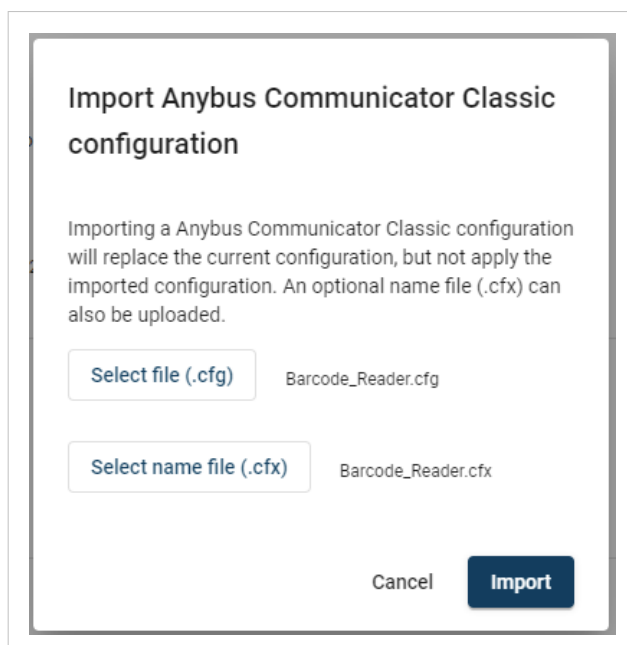 Import Anybus Communicator Classic
configuration
Importing a Anybus Communicator Classic configuration
will replace the current configuration, but not apply the
imported configuration. An optional name file (.cfx) can
also be uploaded.
Select file (.cfg) Barcode_Reader.cfg
Select name file (.cfx) Barcode_Reader.cfx
Cancel Import